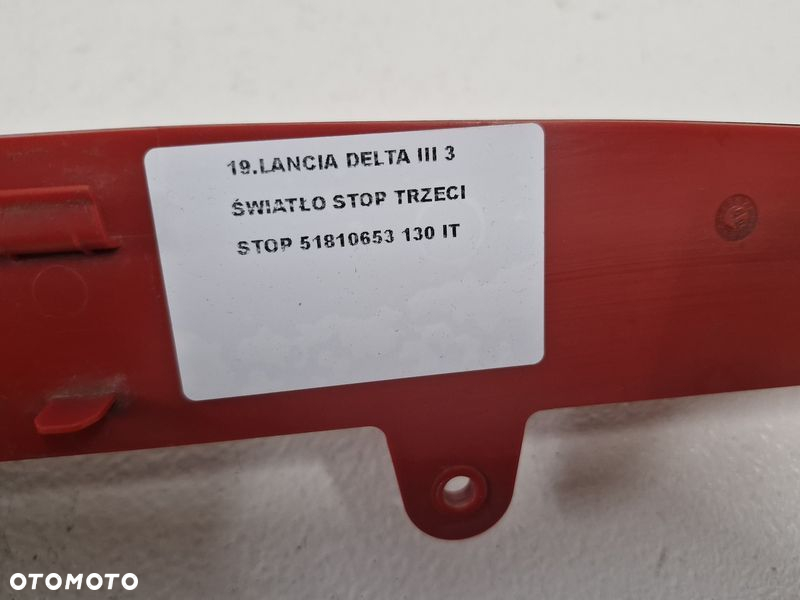 19.LANCIA DELTA III 3
ŚWIATŁO STOP TRZECI
STOP 51810653 130 IT
OTOMOTO